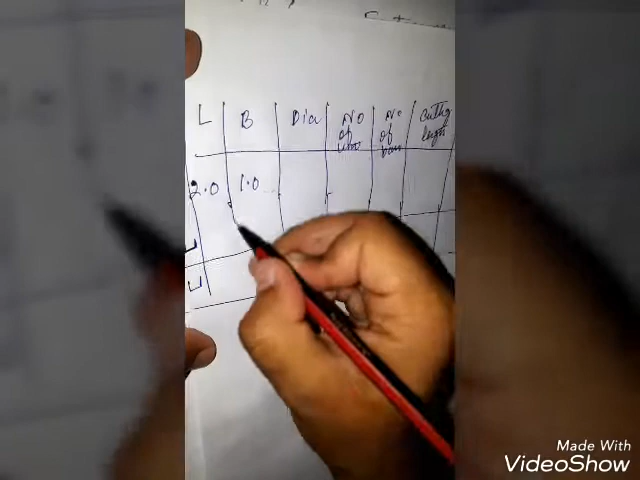 L B Dia No of No of Cutting
length
2.0 1.0
Made With
VideoShow